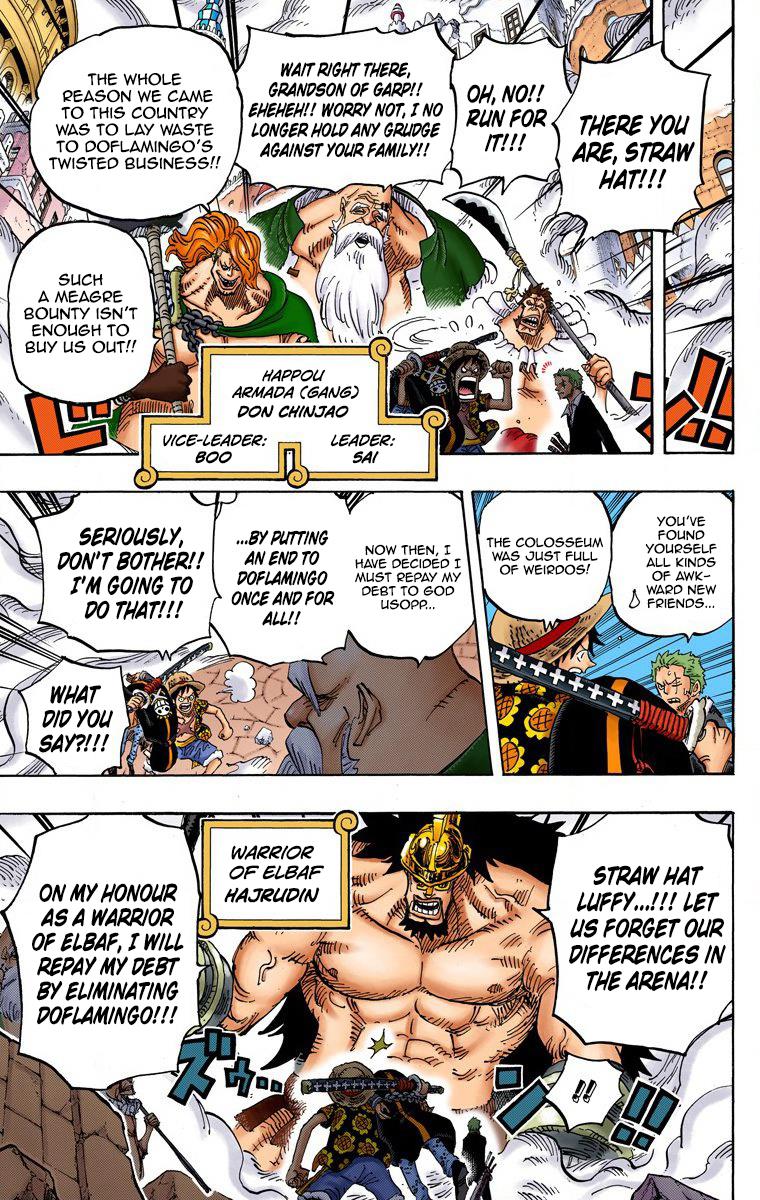 THERE YOU
ARE, STRAW
HAT!!!
OH, NO!!
RUN FOR
IT!!!
WAIT RIGHT THERE,
GRANDSON OF GARP!!
EHEHEH!! WORRY NOT, I NO
LONGER HOLD ANY GRUDGE
AGAINST YOUR FAMILY!!
THE WHOLE
REASON WE CAME
TO THIS COUNTRY
WAS TO LAY WASTE
TO DOFLAMINGO'S
TWISTED BUSINESS!!
SUCH
A MEAGRE
BOUNTY ISN'T
ENOUGH TO
BUY US OUT!!
HAPPOU
ARMADA (GANG)
DON CHINJAO
VICE-LEADER:
BOO
LEADER:
SAI
ドン!!
YOU'VE
FOUND
YOURSELF
ALL KINDS
OF AWK-
WARD NEW
FRIENDS...
THE COLOSSEUM
WAS JUST FULL
OF WEIRDOS!
NOW THEN, I
HAVE DECIDED I
MUST REPAY MY
DEBT TO GOD
USOPP...
...BY PUTTING
AN END TO
DOFLAMINGO
ONCE AND FOR
ALL!!
SERIOUSLY,
DON'T BOTHER!!
I'M GOING TO
DO THAT!!!
WHAT
DID YOU
SAY?!!!
STRAW HAT
LUFFY...!!! LET
US FORGET OUR
DIFFERENCES IN
THE ARENA!!
WARRIOR
OF ELBAF
HAJRUDIN
ON MY HONOUR
AS A WARRIOR
OF ELBAF, I WILL
REPAY MY DEBT
BY ELIMINATING
DOFLAMINGO!!!
!!
ズゥ…ン!!